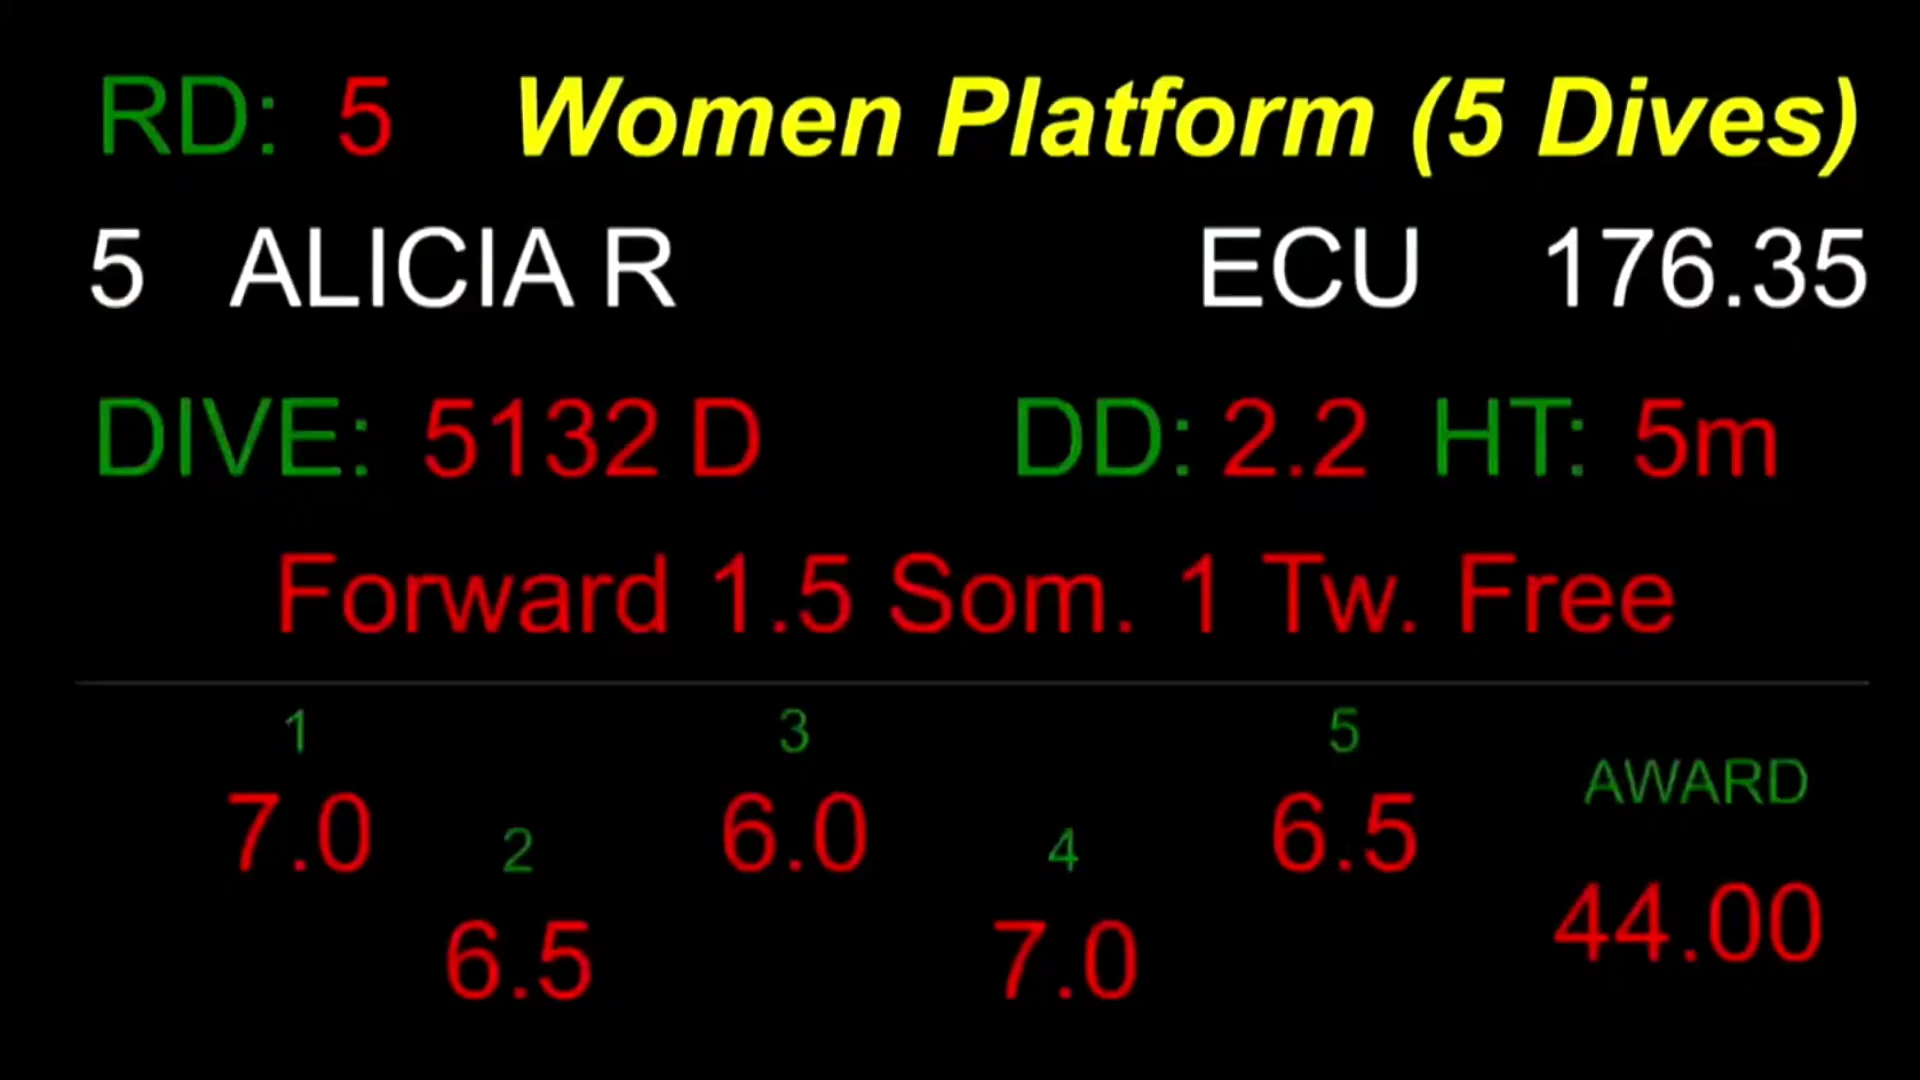 RD: 5 Women Platform (5 Dives)
5 ALICIA R ECU 176.35
DIVE: 5132 D DD: 2.2 HT: 5m
Forward 1.5 Som. 1 Tw. Free
1 3 5
AWARD
7.0 6.0 6.5
2 4
44.00
6.5 7.0